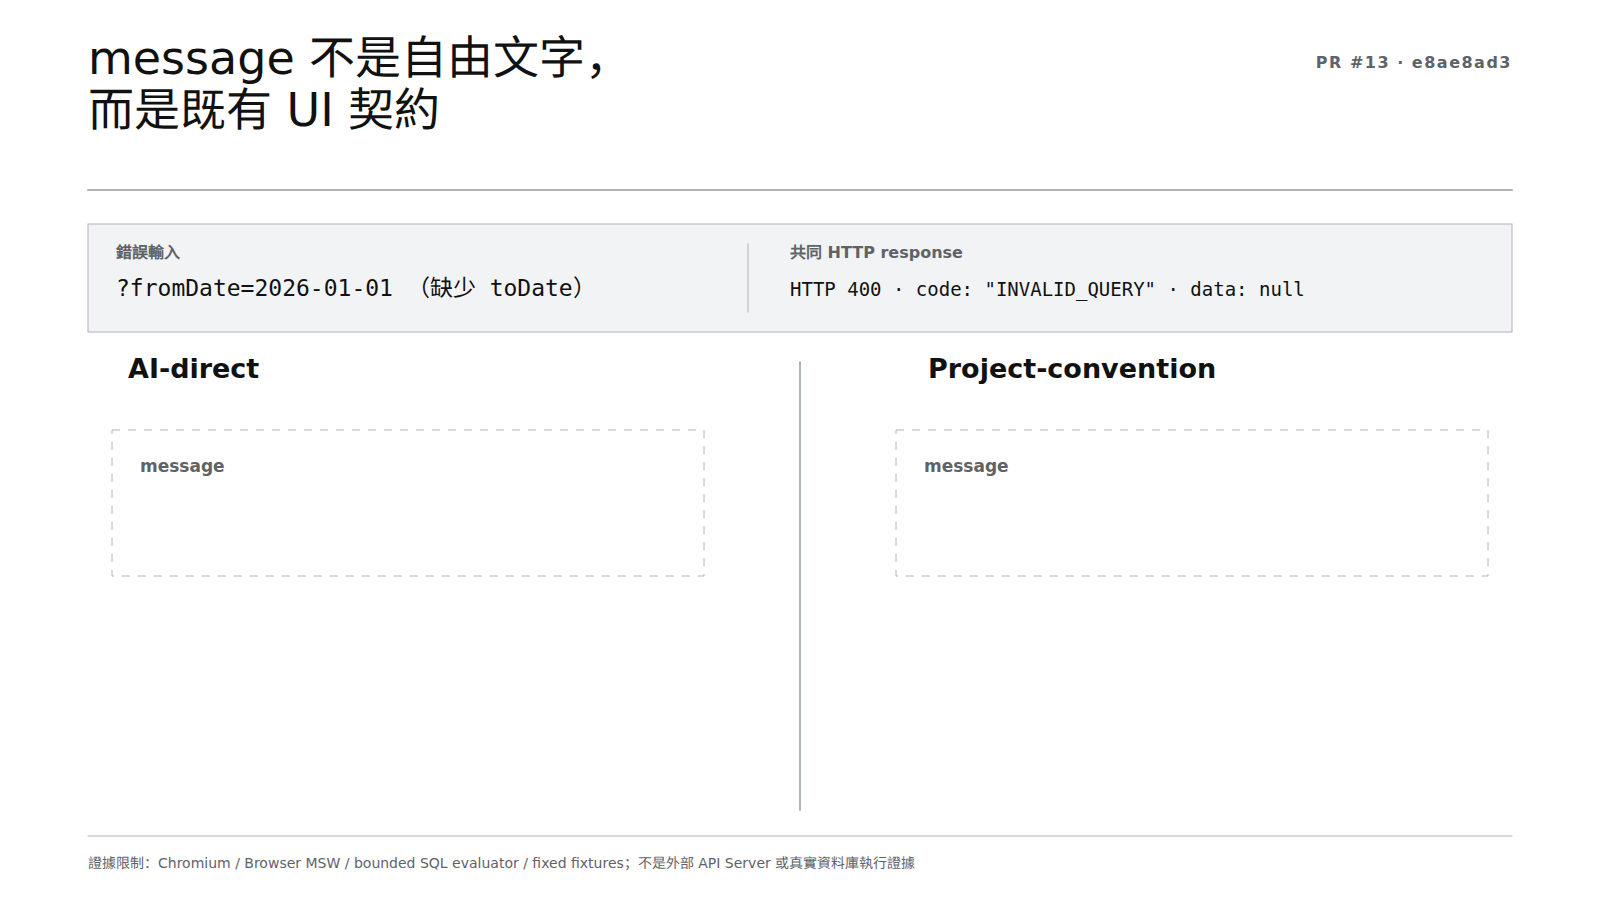 message 不是自由文字，
而是既有 UI 契約
PR #13 · e8ae8ad3
錯誤輸入
?fromDate=2026-01-01 （缺少 toDate）
共同 HTTP response
HTTP 400 · code: "INVALID_QUERY" · data: null
AI-direct
Project-convention
message
message
證據限制：Chromium / Browser MSW / bounded SQL evaluator / fixed fixtures；不是外部 API Server 或真實資料庫執行證據